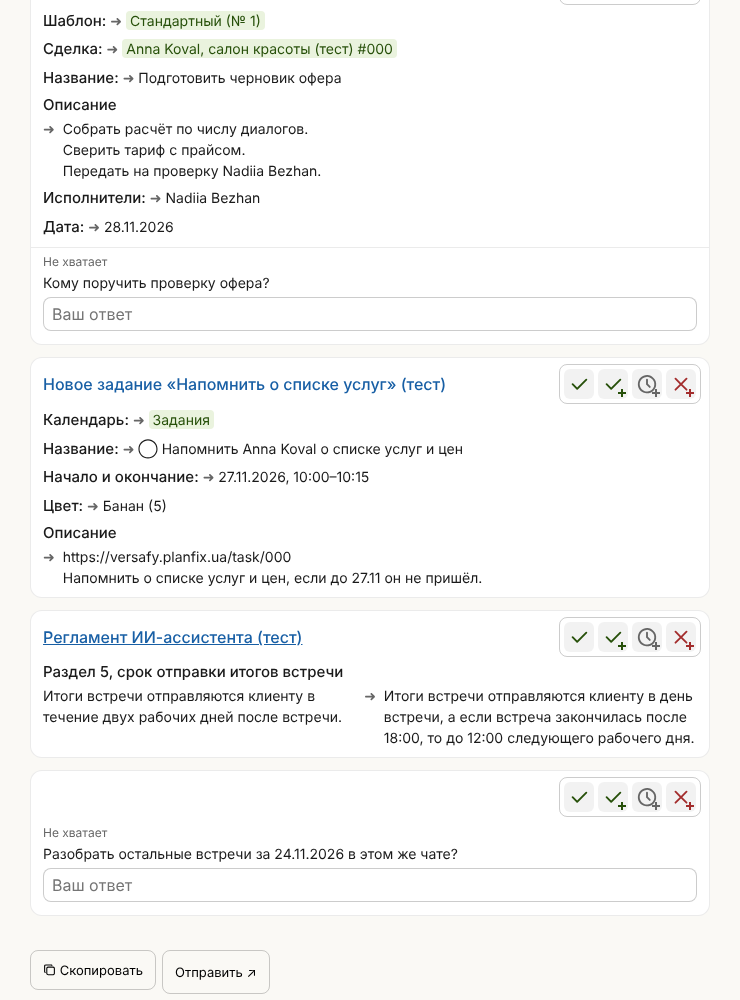 Шаблон: → Стандартный (№ 1)
Сделка: → Anna Koval, салон красоты (тест) #000
Название: → Подготовить черновик офера
Описание
→ Собрать расчёт по числу диалогов.
Сверить тариф с прайсом.
Передать на проверку Nadiia Bezhan.
Исполнители: → Nadiia Bezhan
Дата: → 28.11.2026
Не хватает
Кому поручить проверку офера?
Ваш ответ
Новое задание «Напомнить о списке услуг» (тест)
Календарь: → Задания
Название: → ◯ Напомнить Anna Koval о списке услуг и цен
Начало и окончание: → 27.11.2026, 10:00–10:15
Цвет: → Банан (5)
Описание
→ https://versafy.planfix.ua/task/000
Напомнить о списке услуг и цен, если до 27.11 он не пришёл.
Регламент ИИ-ассистента (тест)
Раздел 5, срок отправки итогов встречи
Итоги встречи отправляются клиенту в
течение двух рабочих дней после встречи.
→ Итоги встречи отправляются клиенту в день
встречи, а если встреча закончилась после
18:00, то до 12:00 следующего рабочего дня.
Не хватает
Разобрать остальные встречи за 24.11.2026 в этом же чате?
Ваш ответ
Скопировать
Отправить ↗